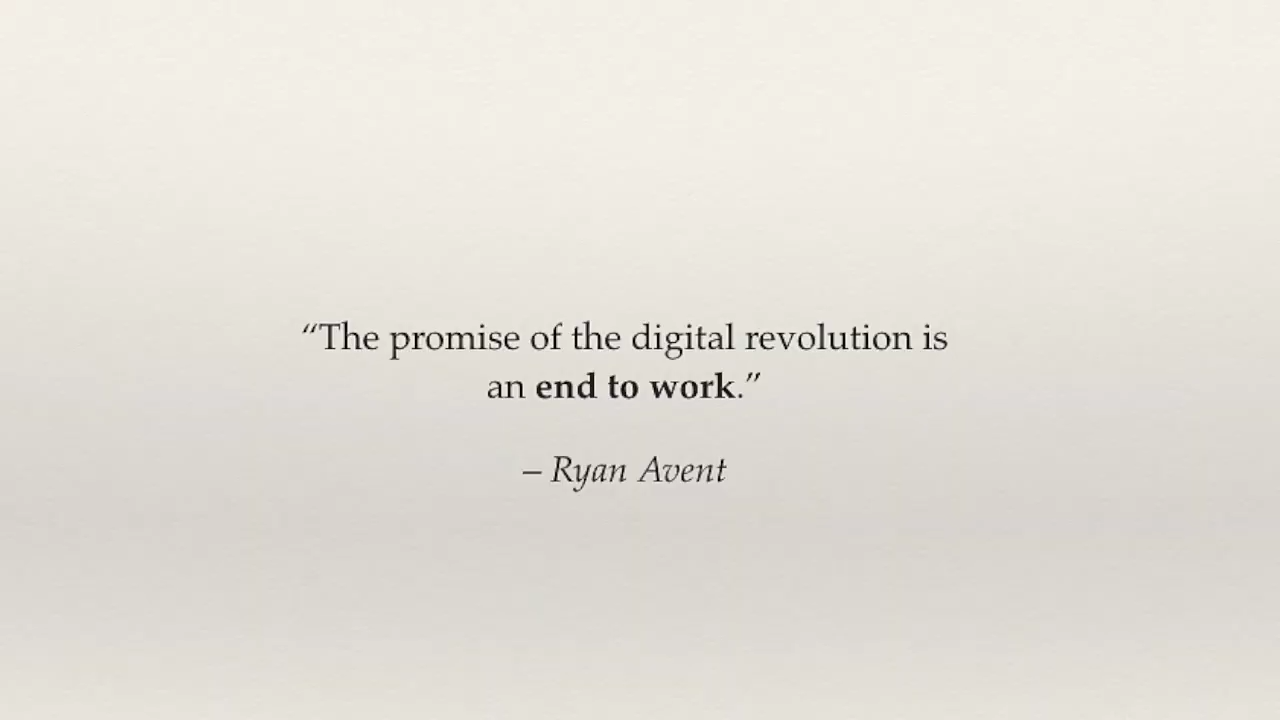 “The promise of the digital revolution is
an end to work.”
– Ryan Avent